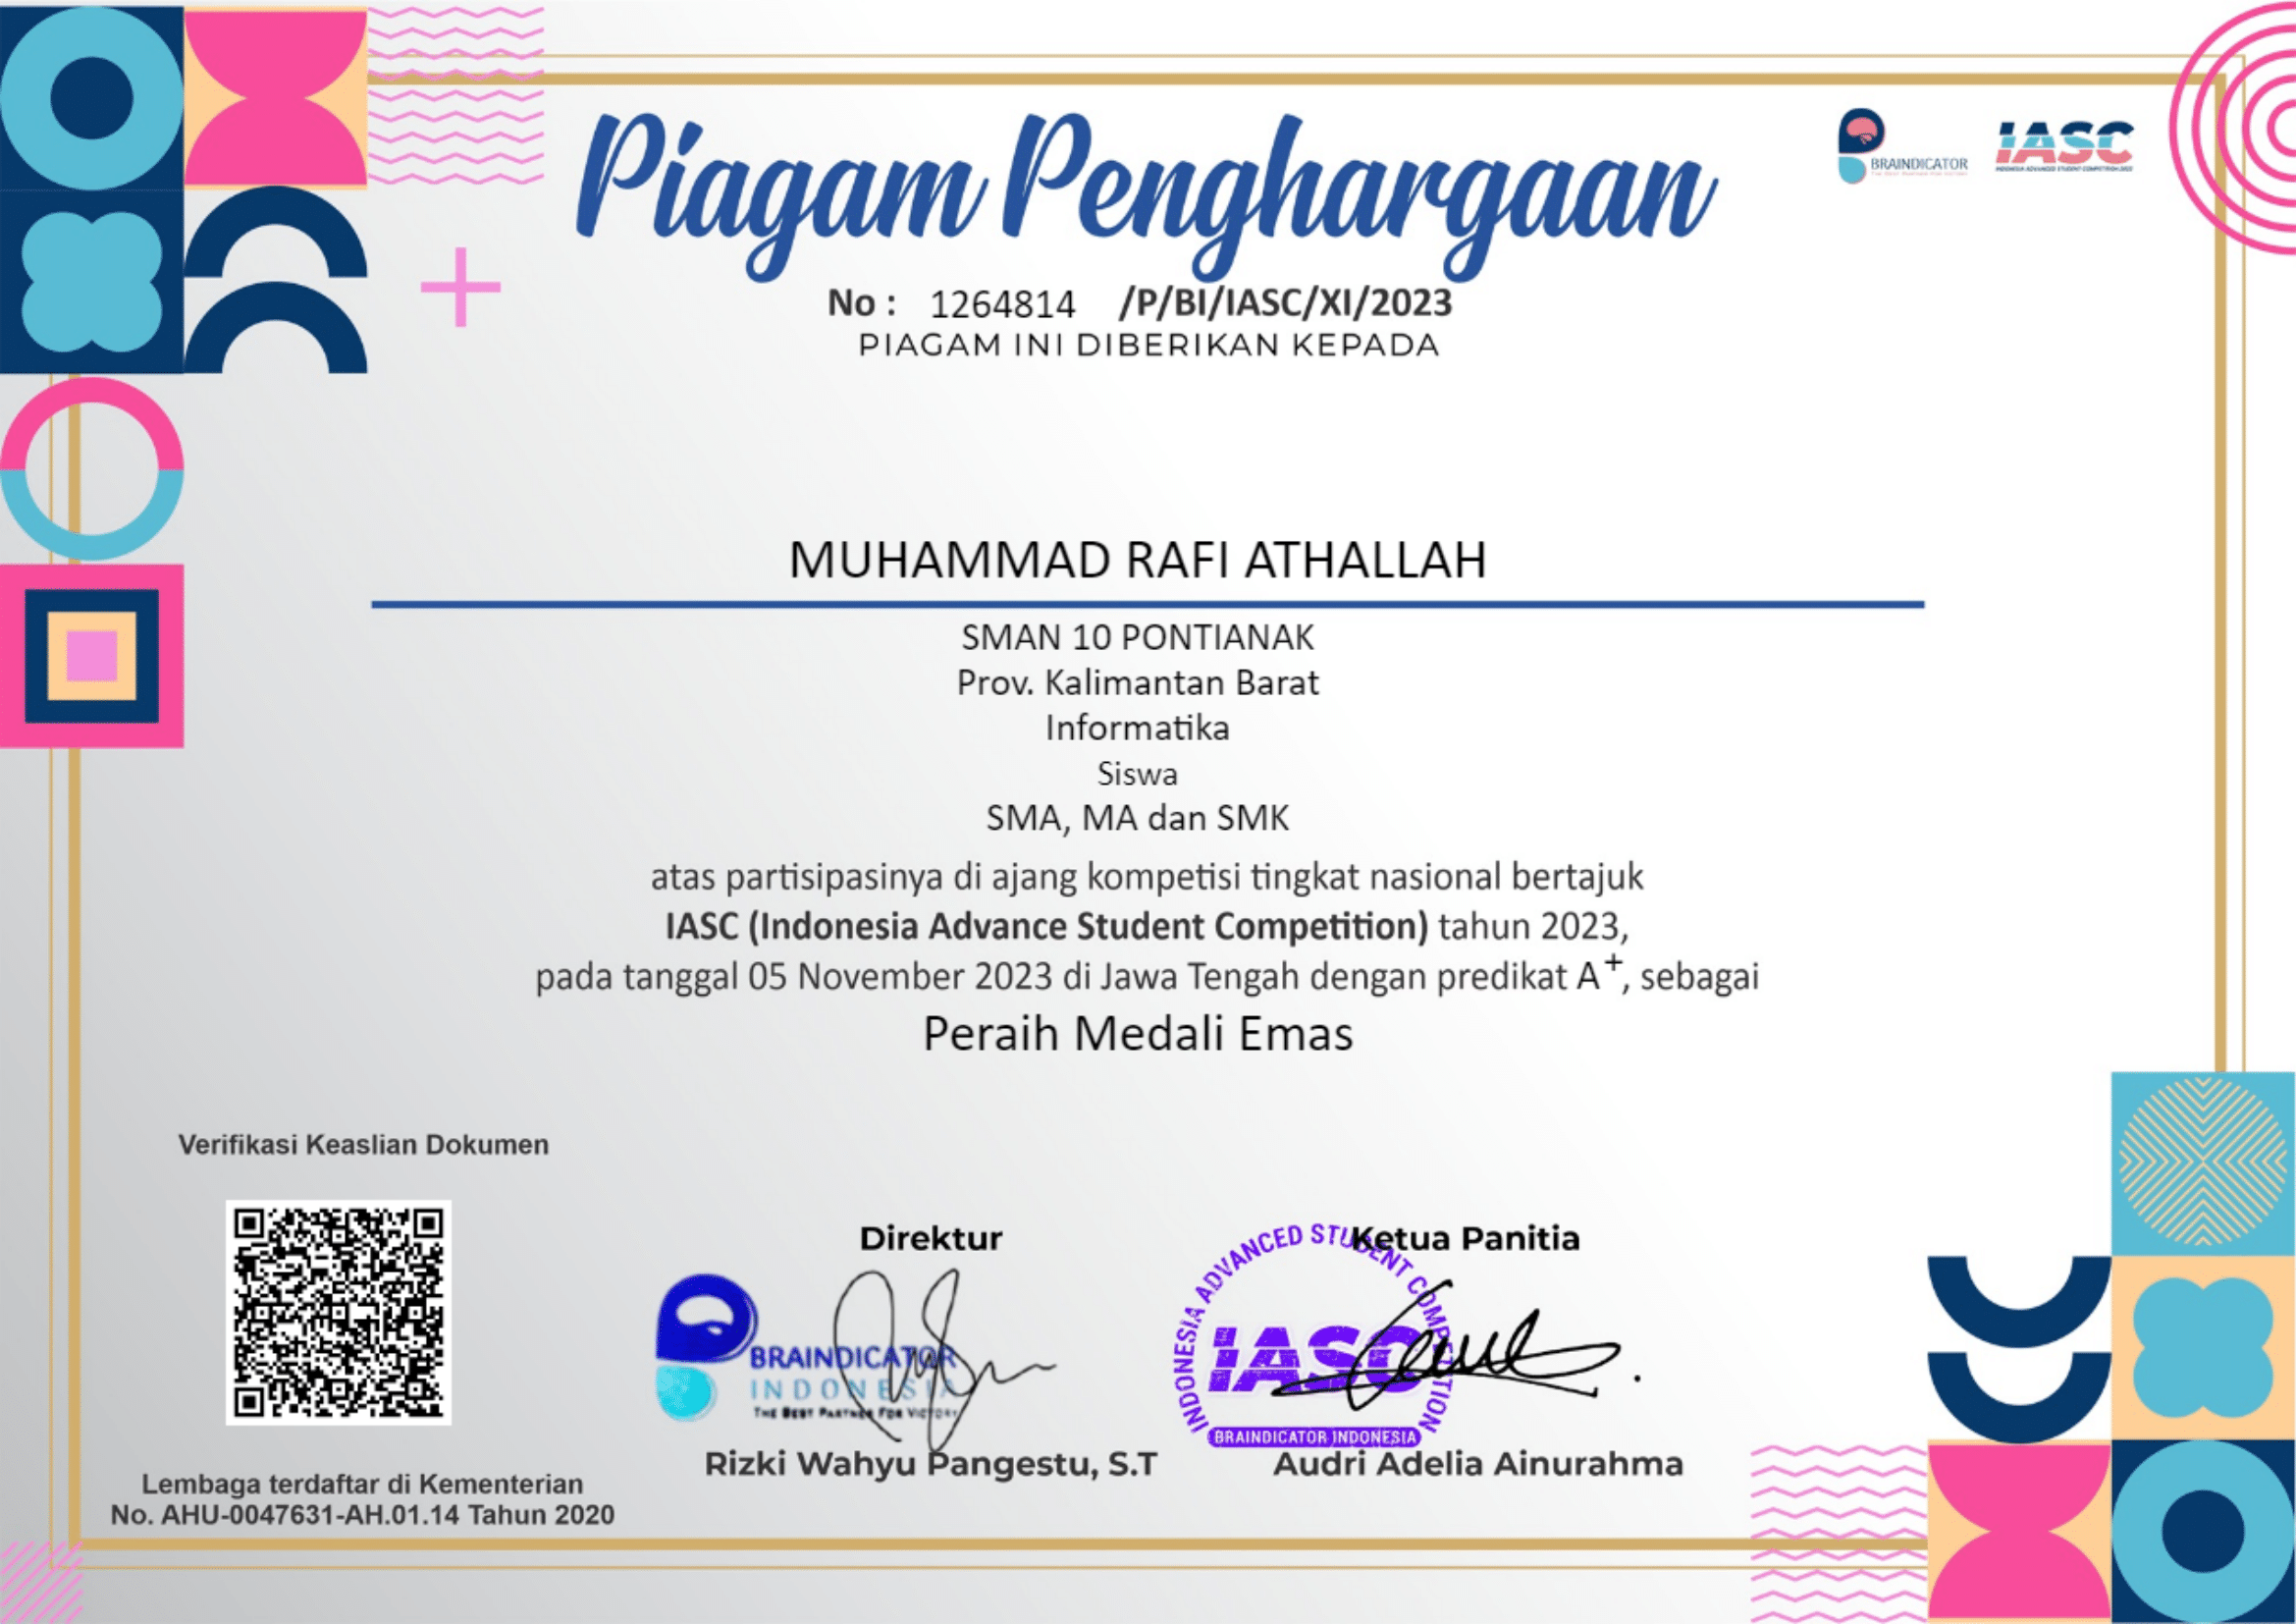 Piagam Penghargaan
BRAINDICATOR
IASC
No : 1264814 /P/BI/IASC/XI/2023
PIAGAM INI DIBERIKAN KEPADA
MUHAMMAD RAFI ATHALLAH
SMAN 10 PONTIANAK
Prov. Kalimantan Barat
Informatika
Siswa
SMA, MA dan SMK
atas partisipasinya di ajang kompetisi tingkat nasional bertajuk
IASC (Indonesia Advance Student Competition) tahun 2023,
pada tanggal 05 November 2023 di Jawa Tengah dengan predikat A⁺, sebagai
Peraih Medali Emas
Verifikasi Keaslian Dokumen
Lembaga terdaftar di Kementerian
No. AHU-0047631-AH.01.14 Tahun 2020
Direktur
BRAINDICATOR
INDONESIA
THE BEST PARTNER FOR VICTORY
Rizki Wahyu Pangestu, S.T
Ketua Panitia
INDONESIA ADVANCED STUDENT COMPETITION
IASC
BRAINDICATOR INDONESIA
Audri Adelia Ainurahma